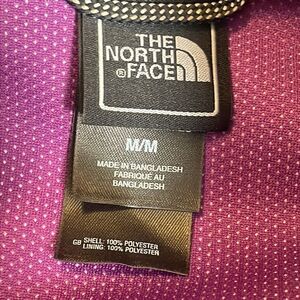 THE
NORTH
® FACE
M/M
MADE IN BANGLADESH
FABRIQUÉ AU
BANGLADESH
GB SHELL: 100% POLYESTER
LINING: 100% POLYESTER